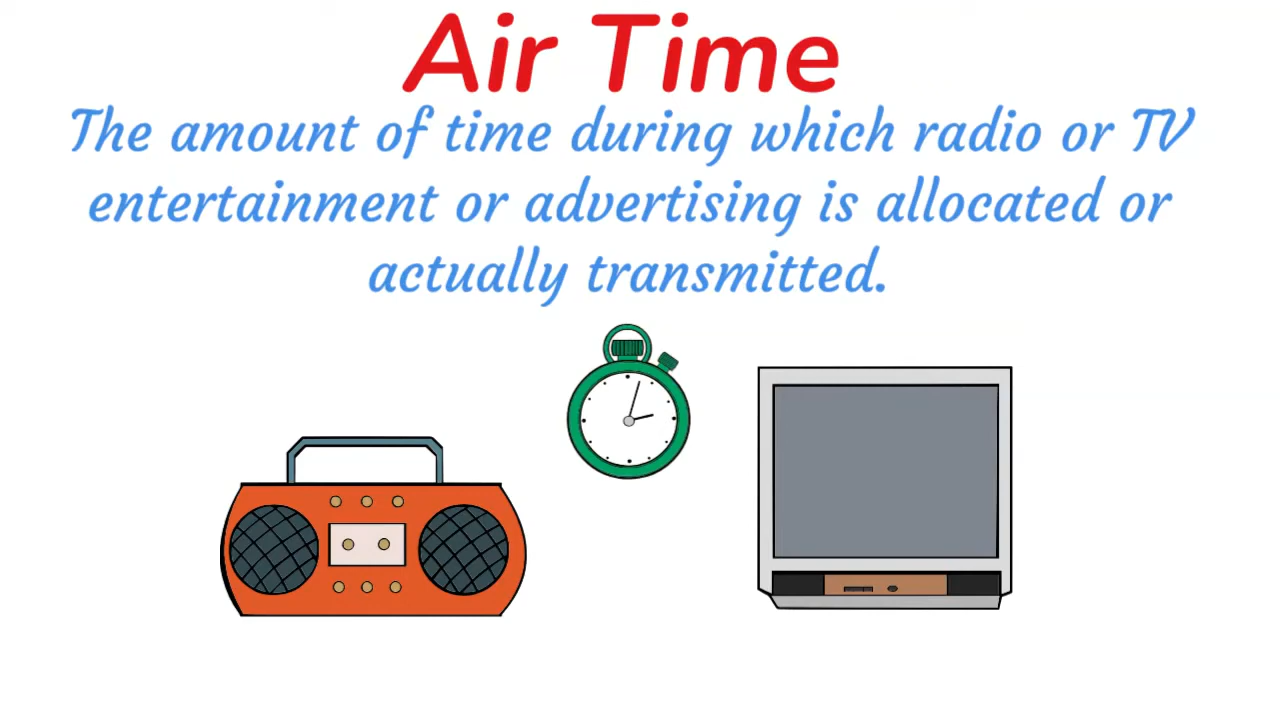 Air Time
The amount of time during which radio or TV
entertainment or advertising is allocated or
actually transmitted.